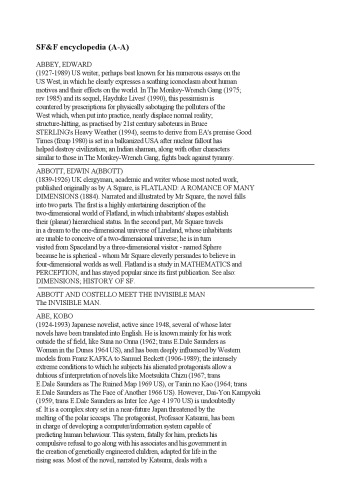 SF&F encyclopedia (A-A)
ABBEY, EDWARD
(1927-1989) US writer, perhaps best known for his numerous essays on the
US West, in which he clearly expresses a scathing iconoclasm about human
motives and their effects on the world. In The Monkey-Wrench Gang (1975;
rev 1985) and its sequel, Hayduke Lives! (1990), this pessimism is
countered by prescriptions for physically sabotaging the polluters of the
West which, when put into practice, nearly displace normal reality;
structure-hitting, as practised by 21st century saboteurs in Bruce
STERLING's Heavy Weather (1994), seems to derive from EA's premise Good
Times (fixup 1980) is set in a balkanized USA after nuclear fallout has
helped destroy civilization; an Indian shaman, along with other characters
similar to those in The Monkey-Wrench Gang, fights back against tyranny.
ABBOTT, EDWIN A(BBOTT)
(1839-1926) UK clergyman, academic and writer whose most noted work,
published originally as by A Square, is FLATLAND: A ROMANCE OF MANY
DIMENSIONS (1884). Narrated and illustrated by Mr Square, the novel falls
into two parts. The first is a highly entertaining description of the
two-dimensional world of Flatland, in which inhabitants' shapes establish
their (planar) hierarchical status. In the second part, Mr Square travels
in a dream to the one-dimensional universe of Lineland, whose inhabitants
are unable to conceive of a two-dimensional universe; he is in turn
visited from Spaceland by a three-dimensional visitor - named Sphere
because he is spherical - whom Mr Square cleverly persuades to believe in
four-dimensional worlds as well. Flatland is a study in MATHEMATICS and
PERCEPTION, and has stayed popular since its first publication. See also:
DIMENSIONS; HISTORY OF SF.
ABBOTT AND COSTELLO MEET THE INVISIBLE MAN
The INVISIBLE MAN.
ABE, KOBO
(1924-1993) Japanese novelist, active since 1948, several of whose later
novels have been translated into English. He is known mainly for his work
outside the sf field, like Suna no Onna (1962; trans E.Dale Saunders as
Woman in the Dunes 1964 US), and has been deeply influenced by Western
models from Franz KAFKA to Samuel Beckett (1906-1989); the intensely
extreme conditions to which he subjects his alienated protagonists allow a
dubious sf interpretation of novels like Moetsukita Chizu (1967; trans
E.Dale Saunders as The Ruined Map 1969 US), or Tanin no Kao (1964; trans
E.Dale Saunders as The Face of Another 1966 US). However, Dai-Yon Kampyoki
(1959; trans E.Dale Saunders as Inter Ice Age 4 1970 US) is undoubtedly
sf. It is a complex story set in a near-future Japan threatened by the
melting of the polar icecaps. The protagonist, Professor Katsumi, has been
in charge of developing a computer/information system capable of
predicting human behaviour. This system, fatally for him, predicts his
compulsive refusal to go along with his associates and his government in
the creation of genetically engineered children, adapted for life in the
rising seas. Most of the novel, narrated by Katsumi, deals with a